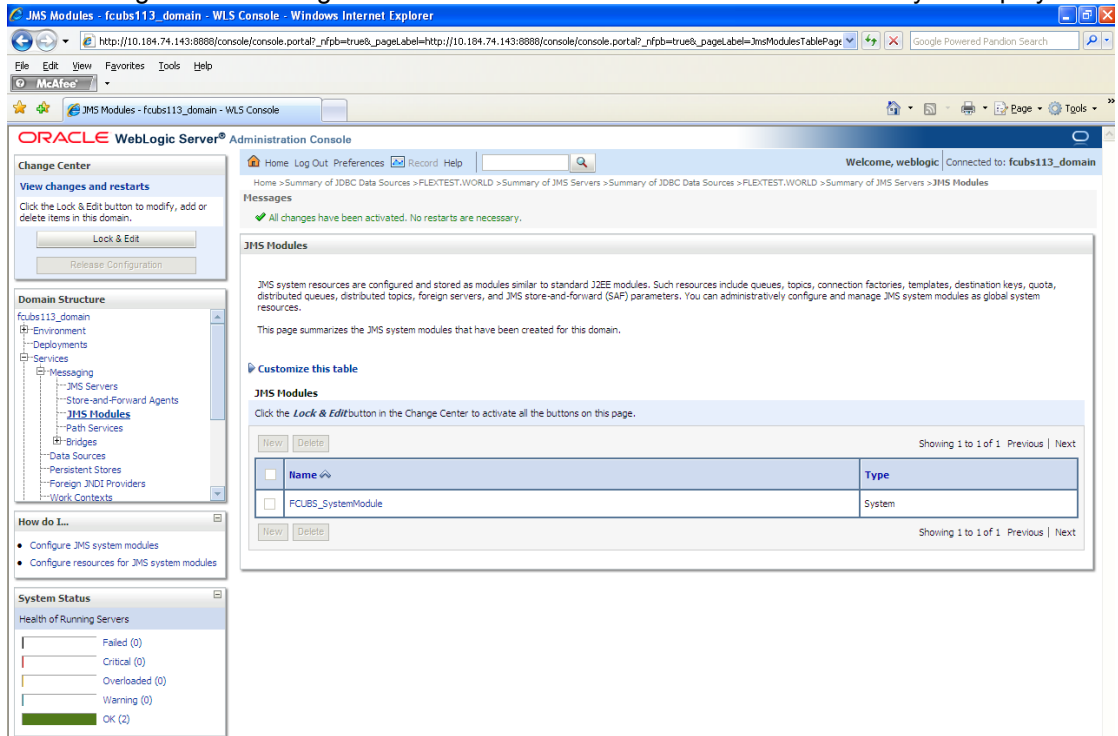 JMS Modules - fcubs113_domain - WLS Console - Windows Internet Explorer
http://10.184.74.143:8888/console/console.portal?_nfpb=true&_pageLabel=http://10.184.74.143:8888/console/console.portal?_nfpb=true&_pageLabel=JmsModulesTablePage
Google Powered Pandion Search
File Edit View Favorites Tools Help
McAfee
JMS Modules - fcubs113_domain - WLS Console
Page Tools »
ORACLE WebLogic Server® Administration Console
Change Center
View changes and restarts
Click the Lock & Edit button to modify, add or
delete items in this domain.
Lock & Edit
Release Configuration
Domain Structure
fcubs113_domain
Environment
Deployments
Services
Messaging
JMS Servers
Store-and-Forward Agents
JMS Modules
Path Services
Bridges
Data Sources
Persistent Stores
Foreign JNDI Providers
Work Contexts
How do I...
Configure JMS system modules
Configure resources for JMS system modules
System Status
Health of Running Servers
Failed (0)
Critical (0)
Overloaded (0)
Warning (0)
OK (2)
Home Log Out Preferences Record Help
Welcome, weblogic Connected to: fcubs113_domain
Home >Summary of JDBC Data Sources >FLEXTEST.WORLD >Summary of JMS Servers >Summary of JDBC Data Sources >FLEXTEST.WORLD >Summary of JMS Servers >JMS Modules
Messages
All changes have been activated. No restarts are necessary.
JMS Modules
JMS system resources are configured and stored as modules similar to standard J2EE modules. Such resources include queues, topics, connection factories, templates, destination keys, quota,
distributed queues, distributed topics, foreign servers, and JMS store-and-forward (SAF) parameters. You can administratively configure and manage JMS system modules as global system
resources.
This page summarizes the JMS system modules that have been created for this domain.
Customize this table
JMS Modules
Click the Lock & Edit button in the Change Center to activate all the buttons on this page.
New Delete
Showing 1 to 1 of 1 Previous | Next
Name Type
FCUBS_SystemModule System
New Delete
Showing 1 to 1 of 1 Previous | Next